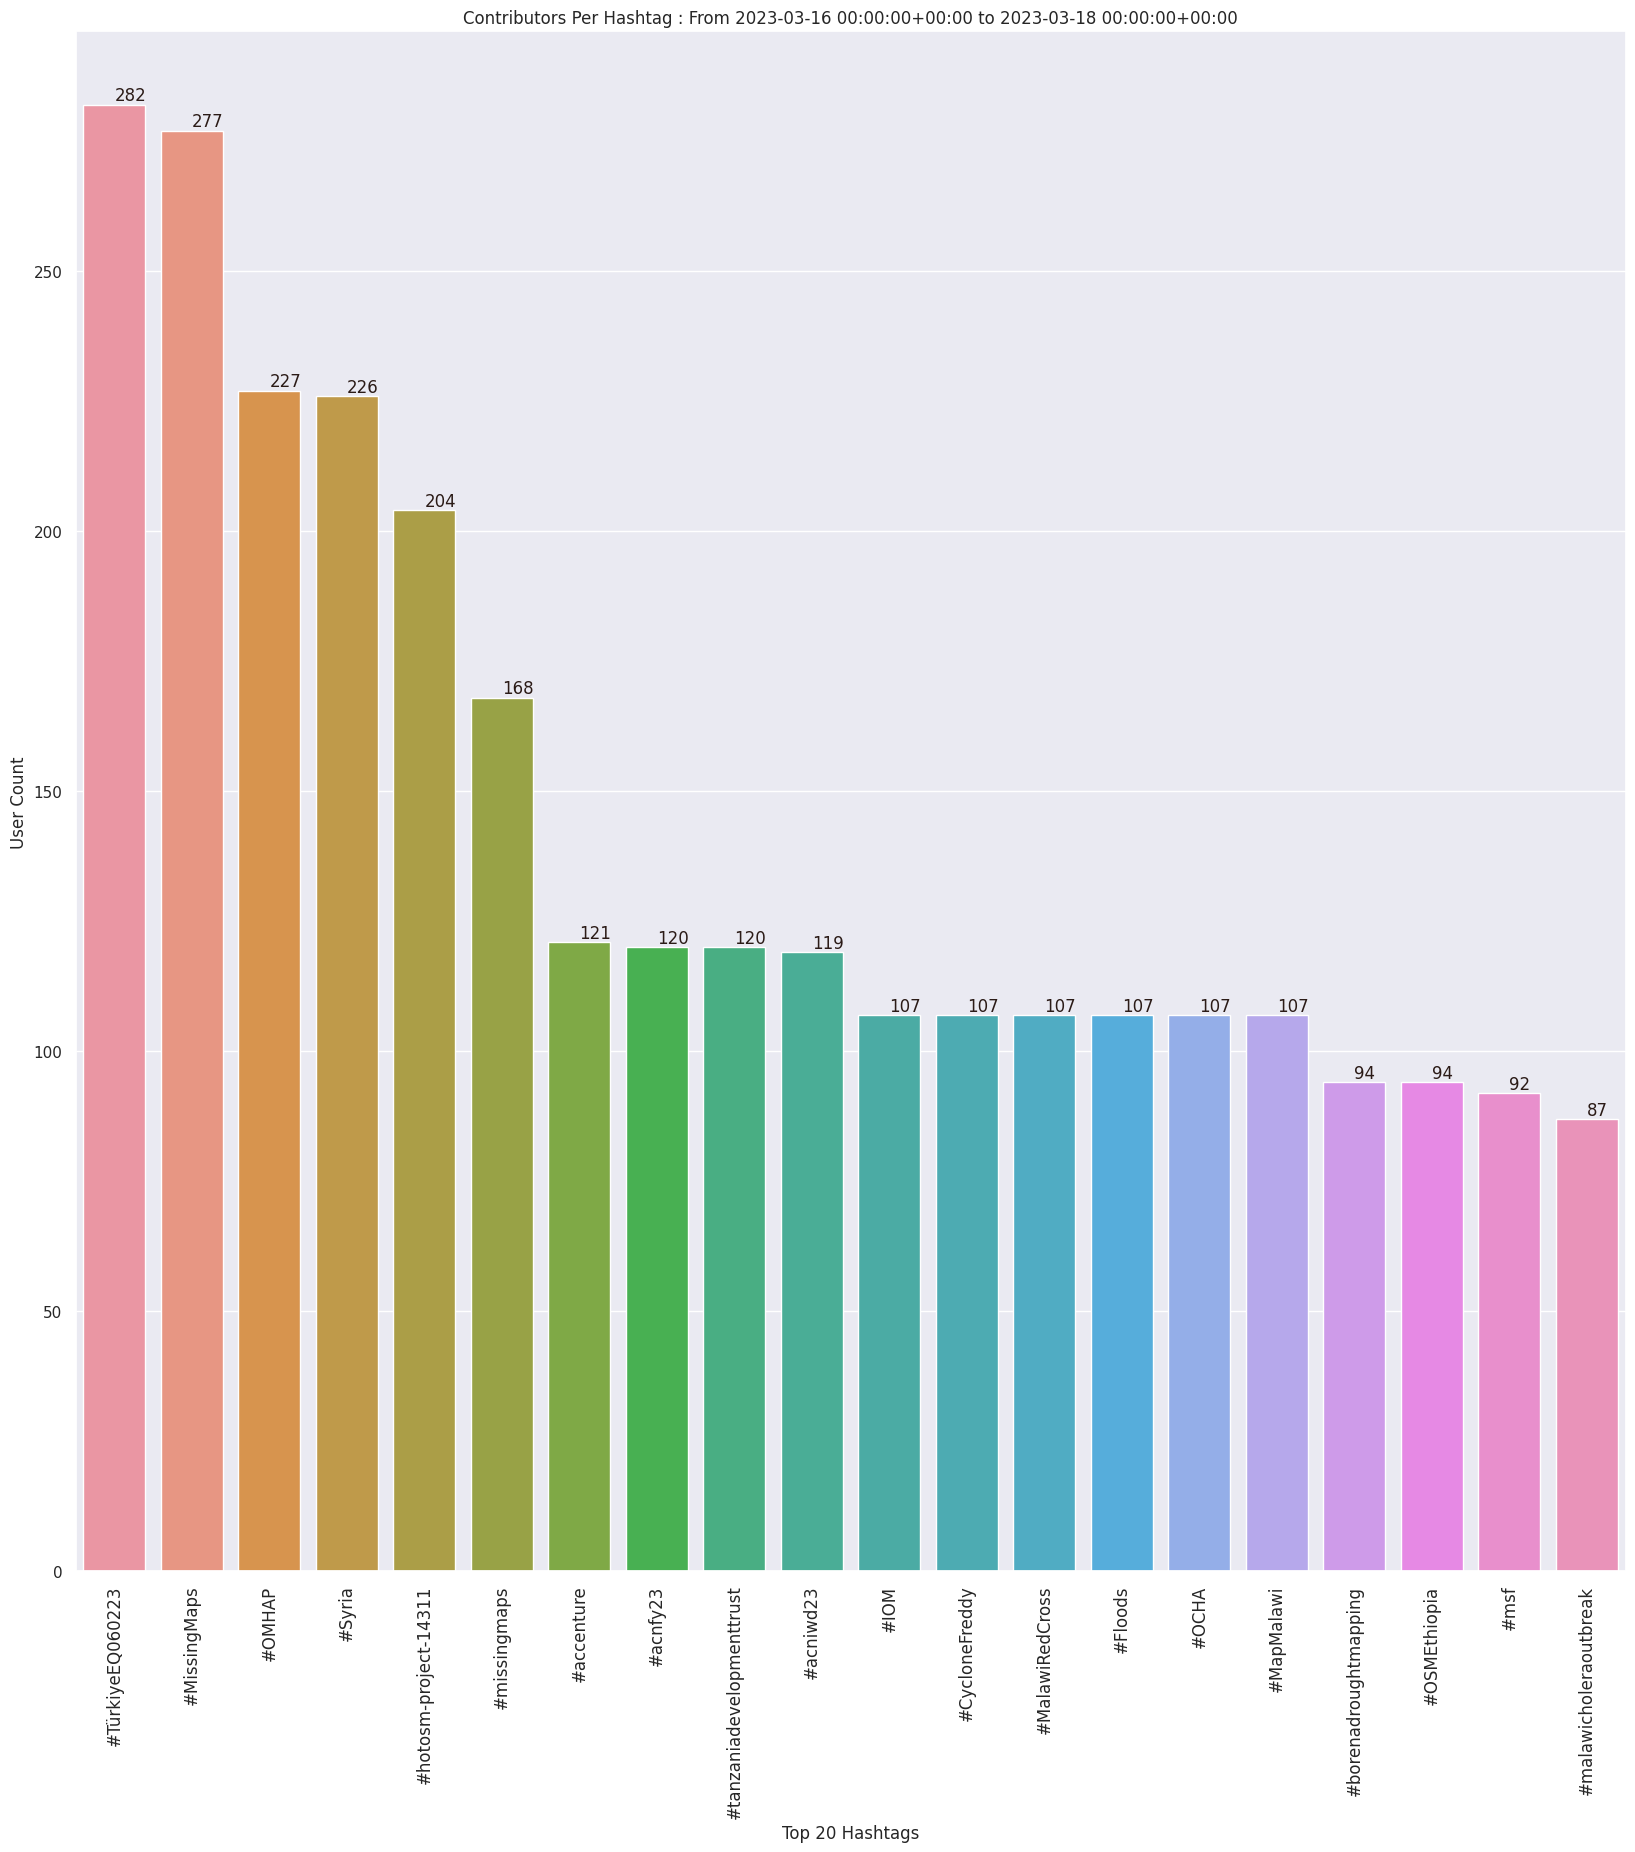 Contributors Per Hashtag : From 2023-03-16 00:00:00+00:00 to 2023-03-18 00:00:00+00:00
282
277
227
226
204
168
121
120
120
119
107
107
107
107
107
107
94
94
92
87
250
200
150
100
50
0
User Count
#TürkiyeEQ060223
#MissingMaps
#OMHAP
#Syria
#hotosm-project-14311
#missingmaps
#accenture
#acnfy23
#tanzaniadevelopmenttrust
#acniwd23
#IOM
#CycloneFreddy
#MalawiRedCross
#Floods
#OCHA
#MapMalawi
#borenadroughtmapping
#OSMEthiopia
#msf
#malawicholeraoutbreak
Top 20 Hashtags